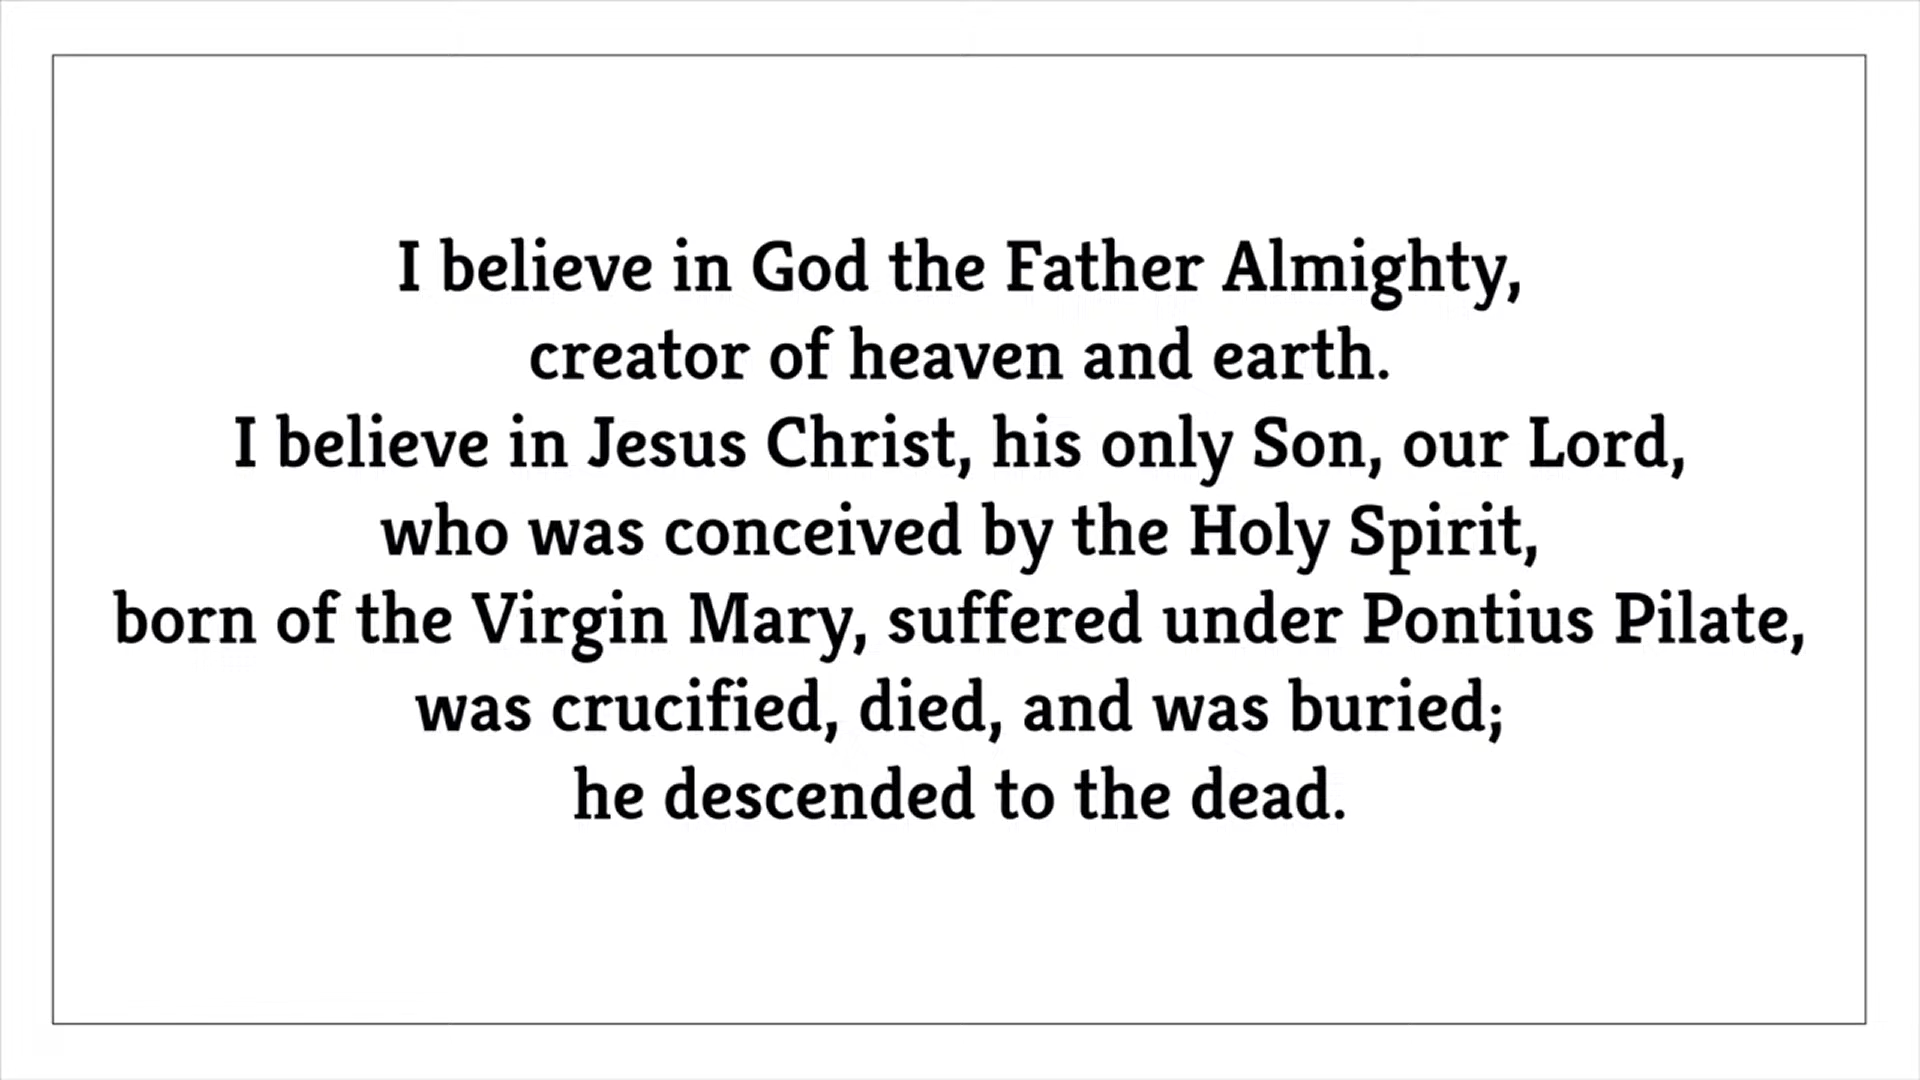 I believe in God the Father Almighty,
creator of heaven and earth.
I believe in Jesus Christ, his only Son, our Lord,
who was conceived by the Holy Spirit,
born of the Virgin Mary, suffered under Pontius Pilate,
was crucified, died, and was buried;
he descended to the dead.